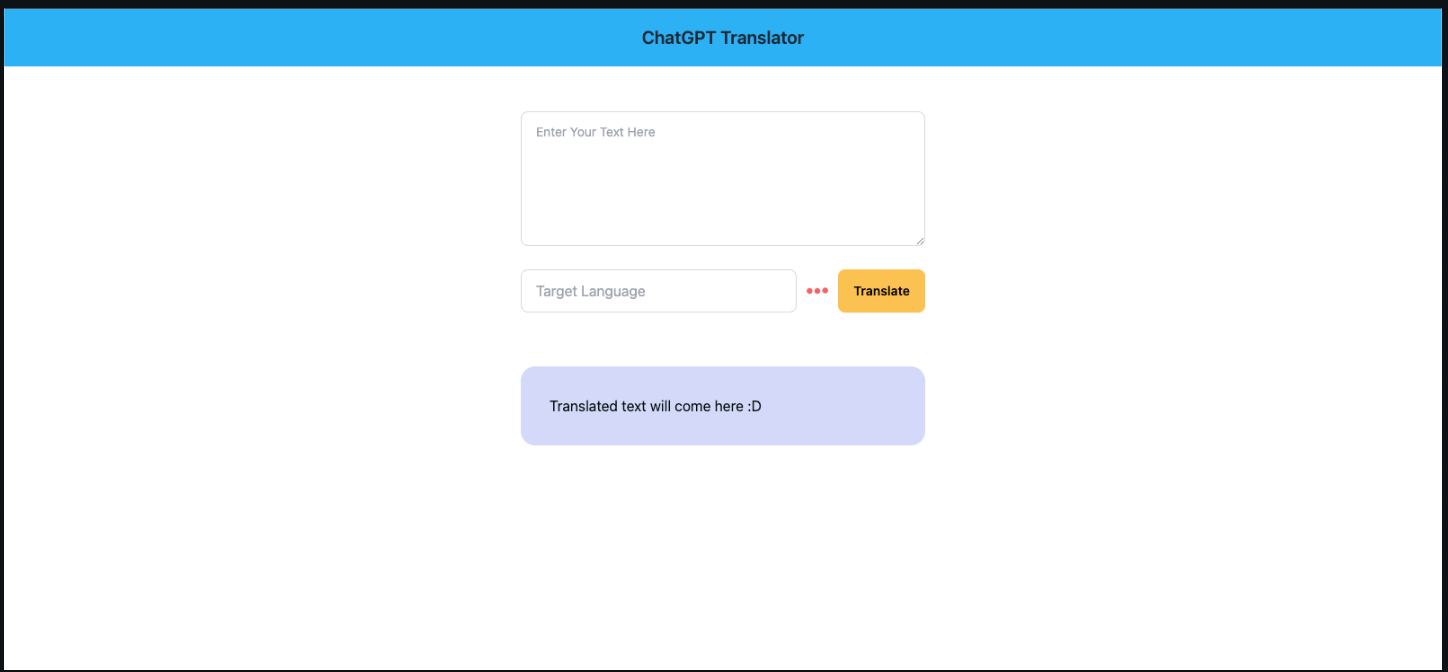 ChatGPT Translator
Enter Your Text Here
Target Language
Translate
Translated text will come here :D